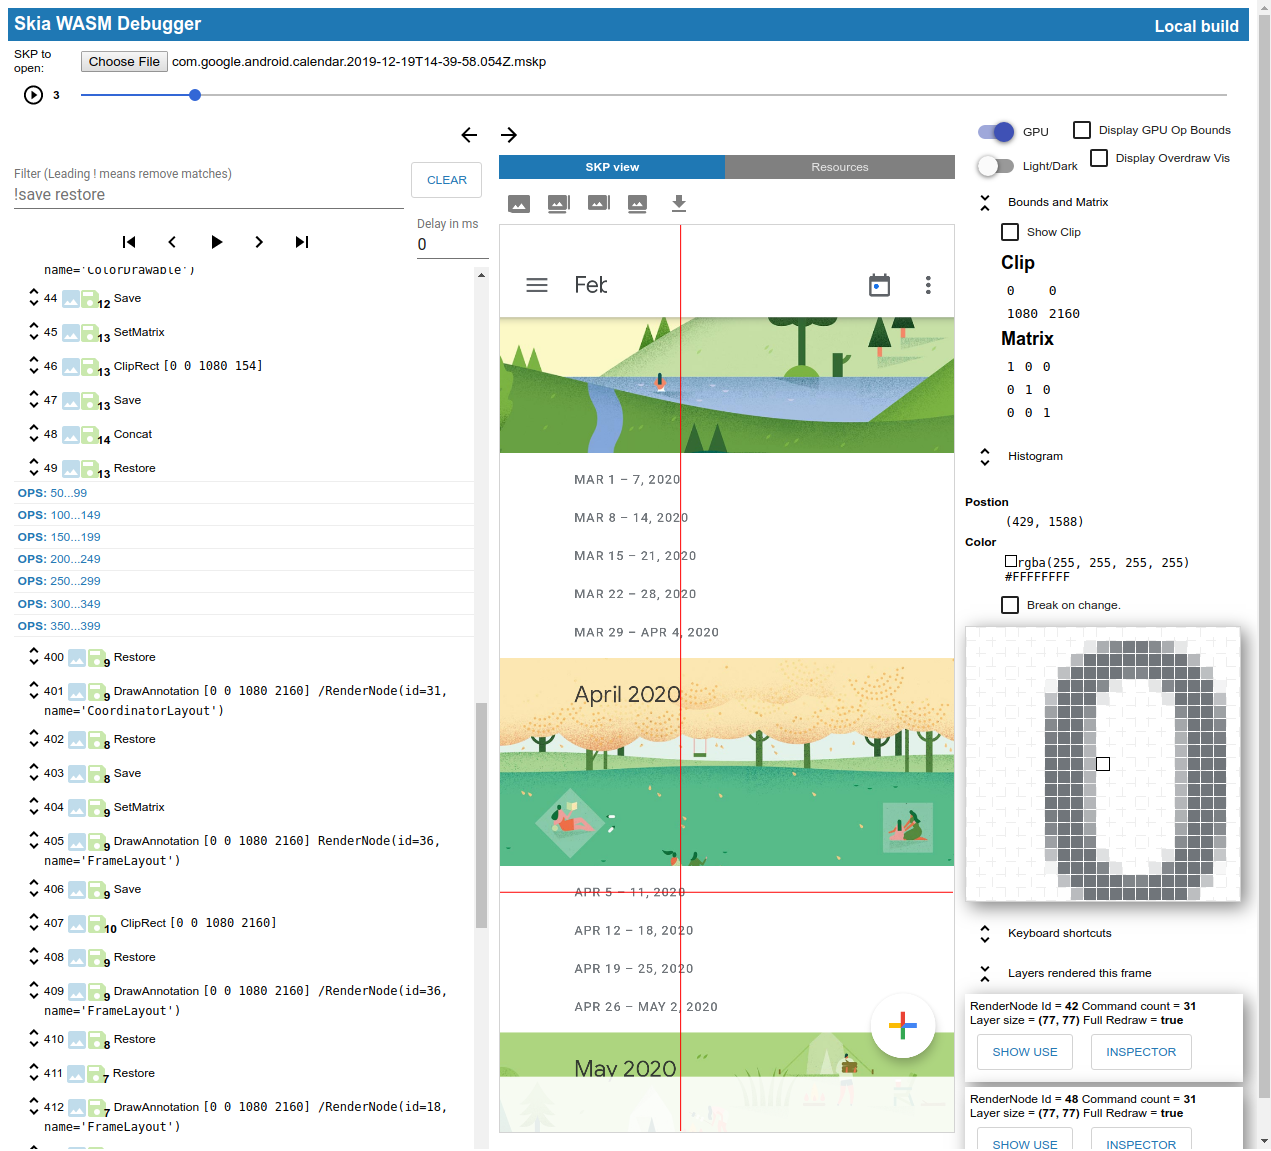 Skia WASM Debugger
Local build
SKP to open:
Choose File com.google.android.calendar.2019-12-19T14-39-58.054Z.mskp
3
Filter (Leading ! means remove matches)
!save restore
CLEAR
Delay in ms
0
name='ColorDrawable')
44 12 Save
45 13 SetMatrix
46 13 ClipRect [0 0 1080 154]
47 13 Save
48 14 Concat
49 13 Restore
OPS: 50...99
OPS: 100...149
OPS: 150...199
OPS: 200...249
OPS: 250...299
OPS: 300...349
OPS: 350...399
400 9 Restore
401 9 DrawAnnotation [0 0 1080 2160] /RenderNode(id=31,
name='CoordinatorLayout')
402 8 Restore
403 8 Save
404 9 SetMatrix
405 9 DrawAnnotation [0 0 1080 2160] RenderNode(id=36,
name='FrameLayout')
406 9 Save
407 10 ClipRect [0 0 1080 2160]
408 9 Restore
409 9 DrawAnnotation [0 0 1080 2160] /RenderNode(id=36,
name='FrameLayout')
410 8 Restore
411 7 Restore
412 7 DrawAnnotation [0 0 1080 2160] /RenderNode(id=18,
name='FrameLayout')
SKP view
Resources
Feb
MAR 1 – 7, 2020
MAR 8 – 14, 2020
MAR 15 – 21, 2020
MAR 22 – 28, 2020
MAR 29 – APR 4, 2020
April 2020
APR 5 – 11, 2020
APR 12 – 18, 2020
APR 19 – 25, 2020
APR 26 – MAY 2, 2020
May 2020
GPU
Display GPU Op Bounds
Light/Dark
Display Overdraw Vis
Bounds and Matrix
Show Clip
Clip
0 0
1080 2160
Matrix
1 0 0
0 1 0
0 0 1
Histogram
Postion
(429, 1588)
Color
rgba(255, 255, 255, 255)
#FFFFFFFF
Break on change.
0
Keyboard shortcuts
Layers rendered this frame
RenderNode Id = 42 Command count = 31
Layer size = (77, 77) Full Redraw = true
SHOW USE
INSPECTOR
RenderNode Id = 48 Command count = 31
Layer size = (77, 77) Full Redraw = true
SHOW USE
INSPECTOR